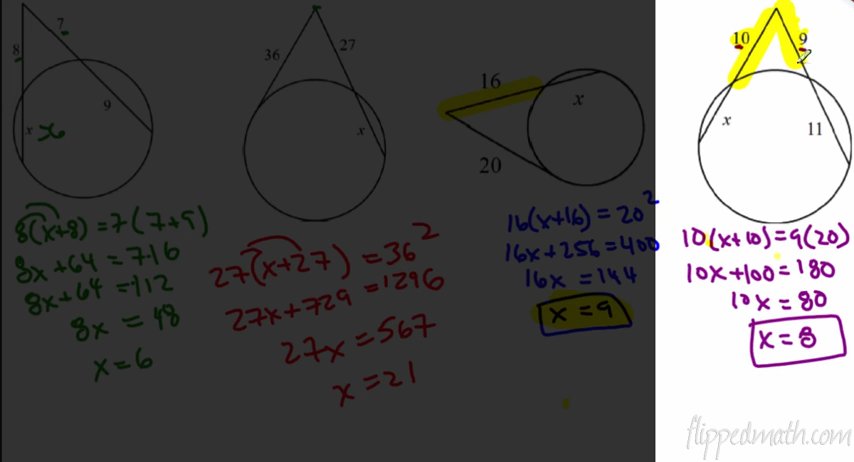 7
8
9
x x
8(x+8)=7(7+9)
8x+64=7·16
8x+64=112
8x=48
x=6
36
27
x
27(x+27)=36²
27x+729=1296
27x=567
x=21
16
x
20
16(x+16)=20²
16x+256=400
16x=144
x=9
10
9
x
11
10(x+10)=9(20)
10x+100=180
10x=80
x=8
flippedmath.com